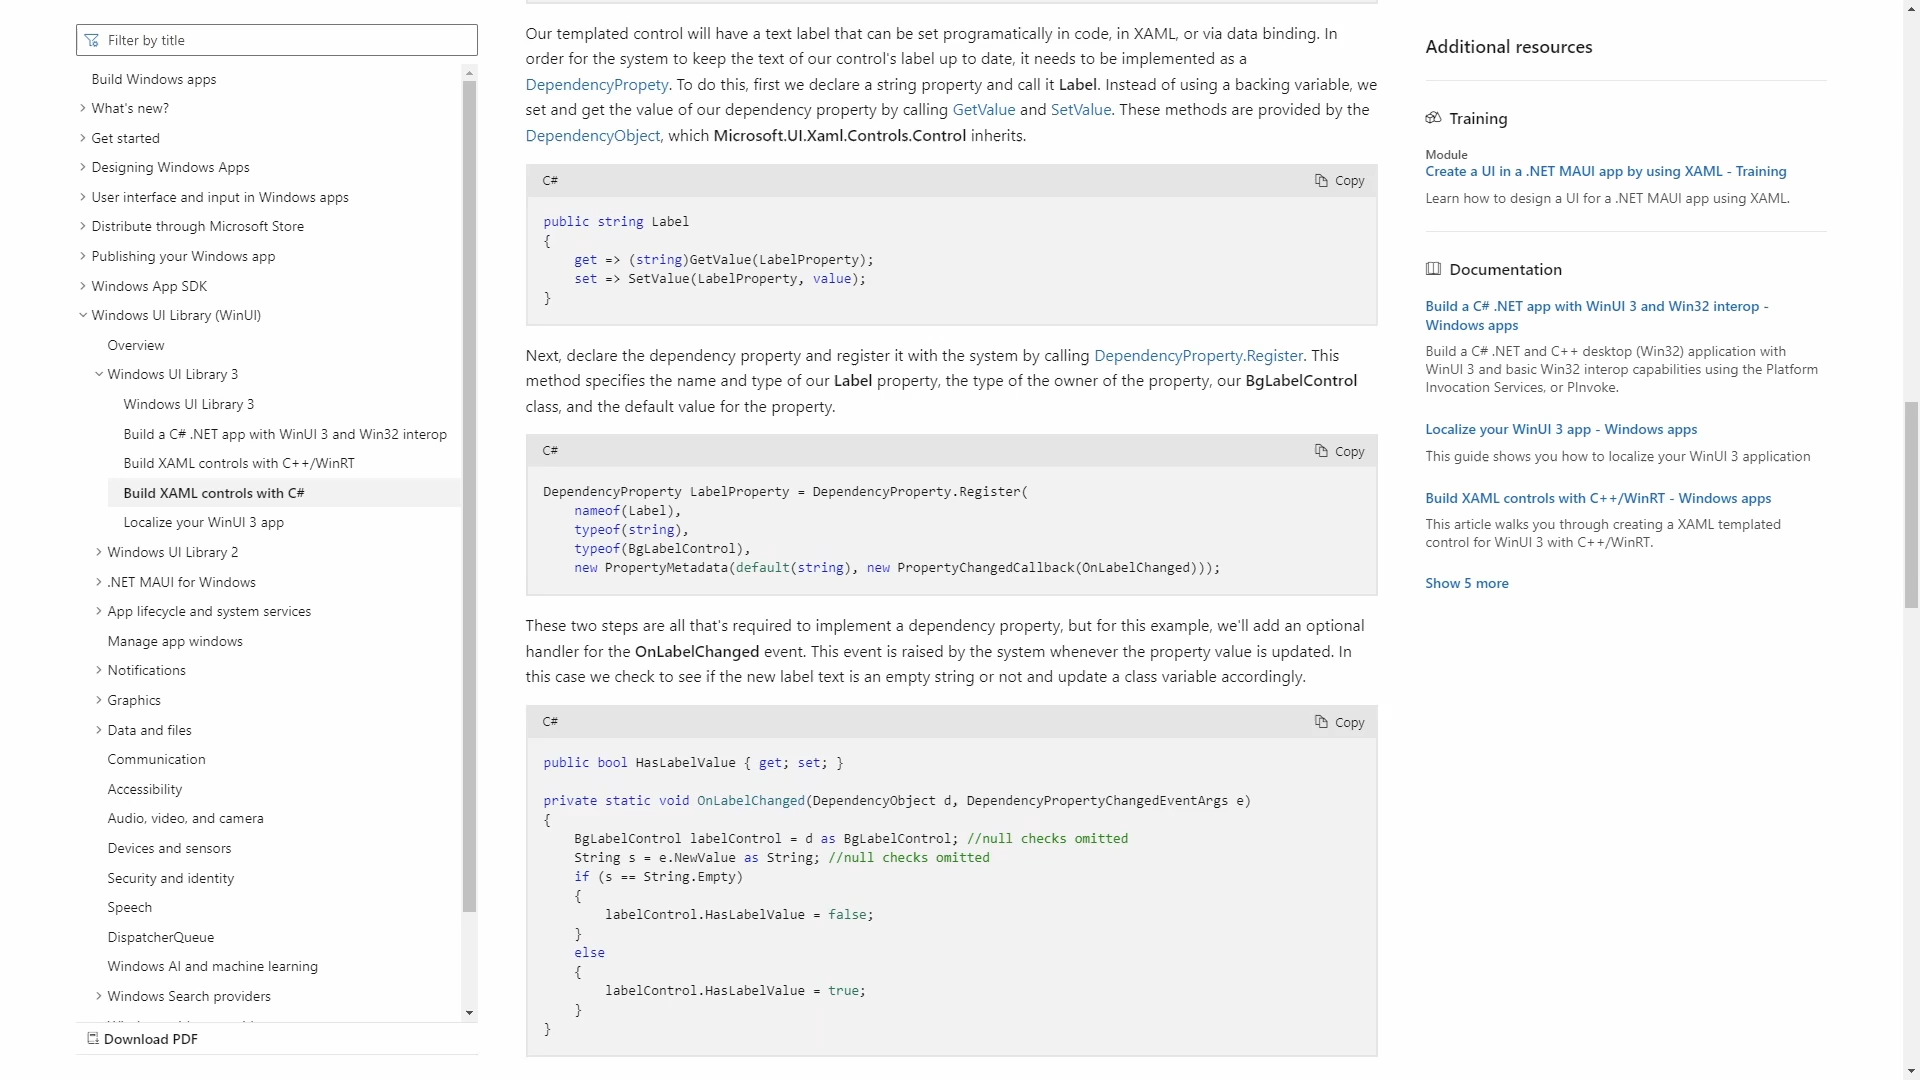 Filter by title
Build Windows apps
What's new?
Get started
Designing Windows Apps
User interface and input in Windows apps
Distribute through Microsoft Store
Publishing your Windows app
Windows App SDK
Windows UI Library (WinUI)
Overview
Windows UI Library 3
Windows UI Library 3
Build a C# .NET app with WinUI 3 and Win32 interop
Build XAML controls with C++/WinRT
Build XAML controls with C#
Localize your WinUI 3 app
Windows UI Library 2
.NET MAUI for Windows
App lifecycle and system services
Manage app windows
Notifications
Graphics
Data and files
Communication
Accessibility
Audio, video, and camera
Devices and sensors
Security and identity
Speech
DispatcherQueue
Windows AI and machine learning
Windows Search providers
Download PDF
Our templated control will have a text label that can be set programatically in code, in XAML, or via data binding. In
order for the system to keep the text of our control's label up to date, it needs to be implemented as a
DependencyPropety. To do this, first we declare a string property and call it Label. Instead of using a backing variable, we
set and get the value of our dependency property by calling GetValue and SetValue. These methods are provided by the
DependencyObject, which Microsoft.UI.Xaml.Controls.Control inherits.
C# Copy
public string Label
{
    get => (string)GetValue(LabelProperty);
    set => SetValue(LabelProperty, value);
}
Next, declare the dependency property and register it with the system by calling DependencyProperty.Register. This
method specifies the name and type of our Label property, the type of the owner of the property, our BgLabelControl
class, and the default value for the property.
C# Copy
DependencyProperty LabelProperty = DependencyProperty.Register(
    nameof(Label),
    typeof(string),
    typeof(BgLabelControl),
    new PropertyMetadata(default(string), new PropertyChangedCallback(OnLabelChanged)));
These two steps are all that's required to implement a dependency property, but for this example, we'll add an optional
handler for the OnLabelChanged event. This event is raised by the system whenever the property value is updated. In
this case we check to see if the new label text is an empty string or not and update a class variable accordingly.
C# Copy
public bool HasLabelValue { get; set; }
private static void OnLabelChanged(DependencyObject d, DependencyPropertyChangedEventArgs e)
{
    BgLabelControl labelControl = d as BgLabelControl; //null checks omitted
    String s = e.NewValue as String; //null checks omitted
    if (s == String.Empty)
    {
        labelControl.HasLabelValue = false;
    }
    else
    {
        labelControl.HasLabelValue = true;
    }
}
Additional resources
Training
Module
Create a UI in a .NET MAUI app by using XAML - Training
Learn how to design a UI for a .NET MAUI app using XAML.
Documentation
Build a C# .NET app with WinUI 3 and Win32 interop -
Windows apps
Build a C# .NET and C++ desktop (Win32) application with
WinUI 3 and basic Win32 interop capabilities using the Platform
Invocation Services, or PInvoke.
Localize your WinUI 3 app - Windows apps
This guide shows you how to localize your WinUI 3 application
Build XAML controls with C++/WinRT - Windows apps
This article walks you through creating a XAML templated
control for WinUI 3 with C++/WinRT.
Show 5 more